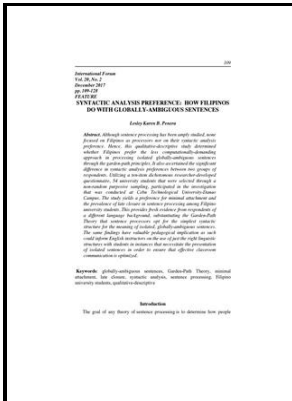 109
International Forum
Vol. 20, No. 2
December 2017
pp. 109-128
FEATURE
SYNTACTIC ANALYSIS PREFERENCE: HOW FILIPINOS
DO WITH GLOBALLY-AMBIGUOUS SENTENCES
Lesley Karen B. Penera
Abstract: Although sentence processing has been amply studied, none
focused on Filipinos as processors nor on their syntactic analysis
preference. Hence, this qualitative-descriptive study determined
whether Filipinos prefer the less computationally-demanding
approach in processing isolated globally-ambiguous sentences
through the garden-path principles. It also ascertained the significant
difference in syntactic analysis preferences between two groups of
respondents. Utilizing a ten-item dichotomous researcher-developed
questionnaire, 54 university students that were selected through a
nonrandom purposive sampling, participated in the investigation
that was conducted at Cebu Technological University-Danao
Campus. The study yields a preference for minimal attachment and
the prevalence of late closure in sentence processing among Filipino
university students. This provides fresh evidence from respondents of
a different language background, substantiating the Garden-Path
Theory that sentence processors opt for the simplest syntactic
structure for the meaning of isolated, globally-ambiguous sentences.
The same findings have valuable pedagogical implication as such
could inform English instructors on the use of just the right linguistic
structures with students in instances that necessitate the presentation
of isolated sentences in order to ensure that effective classroom
communication is optimized.
Keywords: globally-ambiguous sentences, Garden-Path Theory, minimal
attachment, late closure, syntactic analysis, sentence processing, Filipino
university students, qualitative-descriptive
Introduction
The goal of any theory of sentence processing is to determine how people